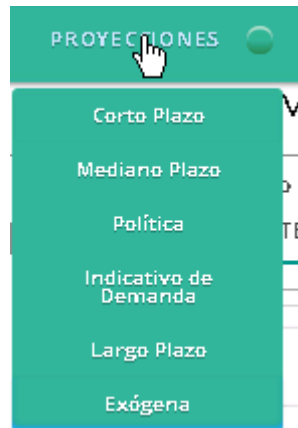 PROYECCIONES
Corto Plazo
Mediano Plazo
Política
Indicativo de
Demanda
Largo Plazo
Exógena